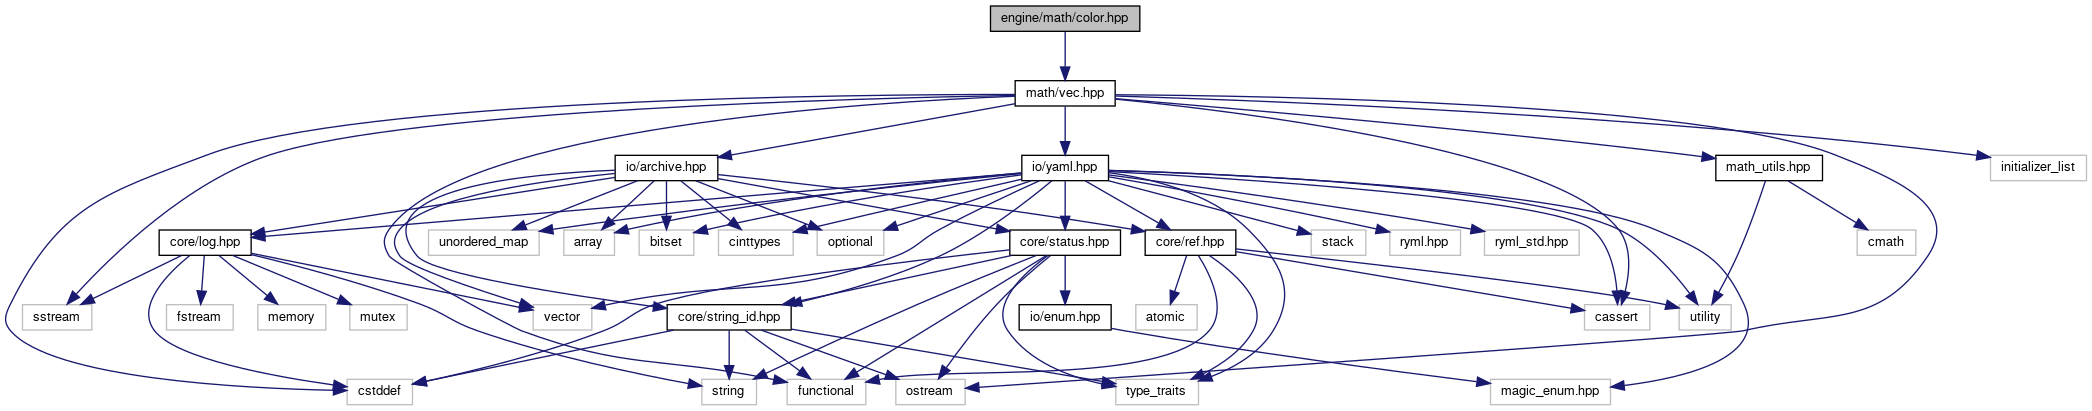 engine/math/color.hpp
math/vec.hpp
io/archive.hpp
io/yaml.hpp
math_utils.hpp
initializer_list
core/log.hpp
unordered_map
array
bitset
cinttypes
optional
core/status.hpp
core/ref.hpp
stack
ryml.hpp
ryml_std.hpp
cmath
sstream
fstream
memory
mutex
vector
core/string_id.hpp
io/enum.hpp
atomic
cassert
utility
cstddef
string
functional
ostream
type_traits
magic_enum.hpp